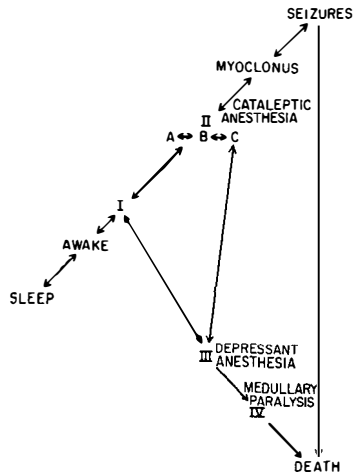 SEIZURES
MYOCLONUS
II CATALEPTIC
ANESTHESIA
A B C
I
AWAKE
SLEEP
III DEPRESSANT
ANESTHESIA
MEDULLARY
PARALYSIS
IV
DEATH